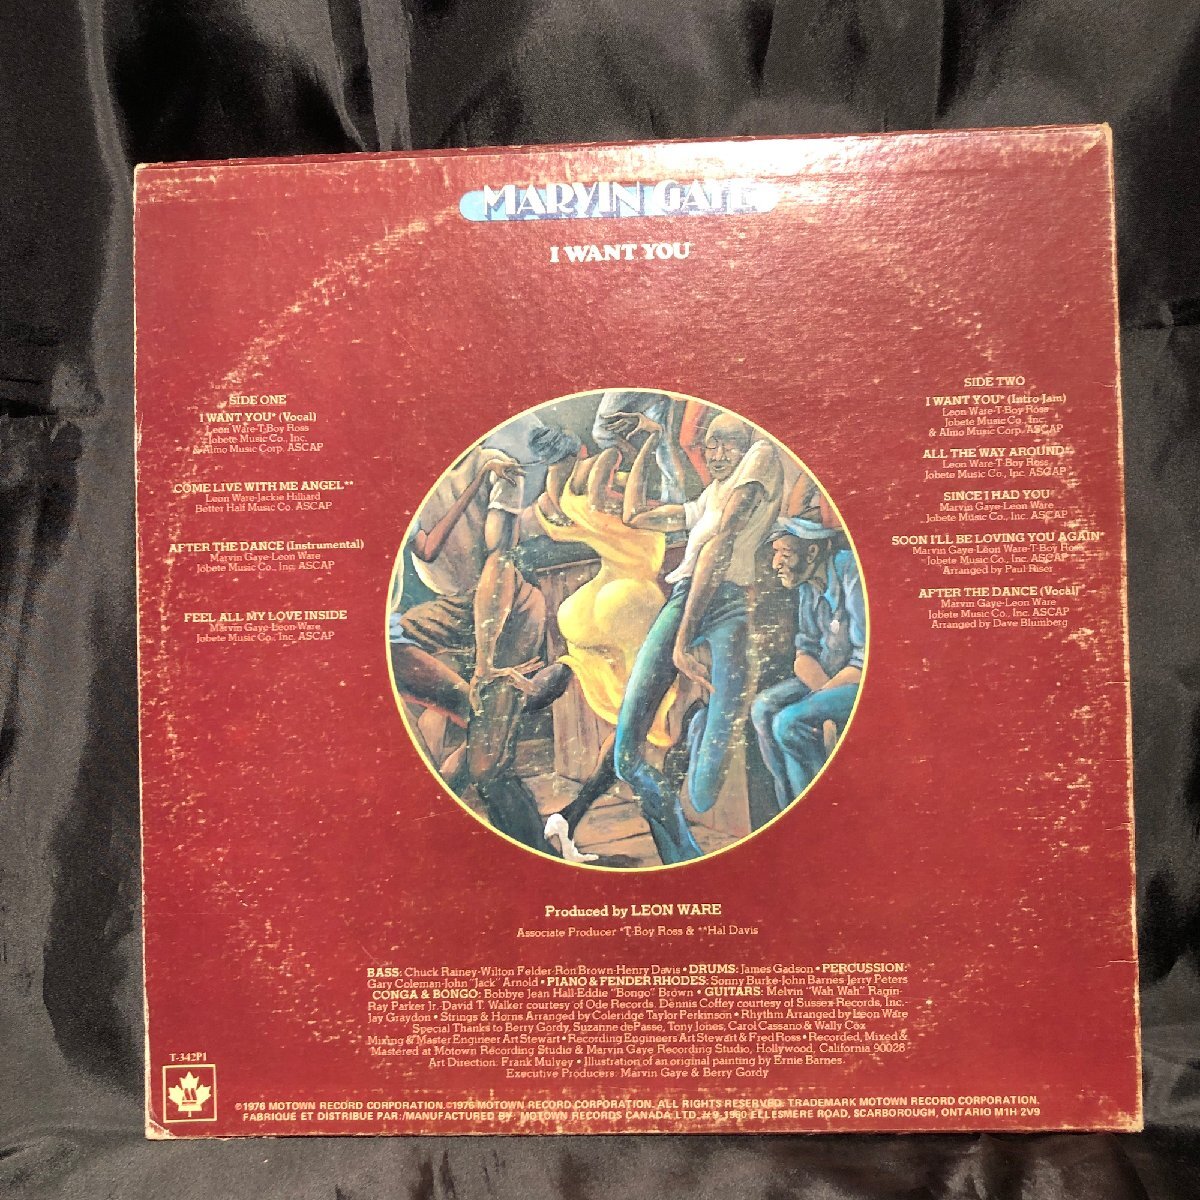 MARVIN GAYE
I WANT YOU
SIDE ONE
I WANT YOU* (Vocal)
Leon Ware-T-Boy Ross
Jobete Music Co., Inc.
& Almo Music Corp. ASCAP
COME LIVE WITH ME ANGEL**
Leon Ware-Jackie Hilliard
Better Half Music Co. ASCAP
AFTER THE DANCE (Instrumental)
Marvin Gaye-Leon Ware
Jobete Music Co., Inc. ASCAP
FEEL ALL MY LOVE INSIDE
Marvin Gaye-Leon Ware
Jobete Music Co., Inc. ASCAP
SIDE TWO
I WANT YOU* (Intro Jam)
Leon Ware-T-Boy Ross
Jobete Music Co., Inc.
& Almo Music Corp. ASCAP
ALL THE WAY AROUND*
Leon Ware-T-Boy Ross
Jobete Music Co., Inc. ASCAP
SINCE I HAD YOU*
Marvin Gaye-Leon Ware
Jobete Music Co., Inc. ASCAP
SOON I'LL BE LOVING YOU AGAIN*
Marvin Gaye-Leon Ware-T-Boy Ross
Jobete Music Co., Inc. ASCAP
Arranged by Paul Riser
AFTER THE DANCE (Vocal)*
Marvin Gaye-Leon Ware
Jobete Music Co., Inc. ASCAP
Arranged by Dave Blumberg
Produced by LEON WARE
Associate Producer *T-Boy Ross & **Hal Davis
BASS: Chuck Rainey-Wilton Felder-Ron Brown-Henry Davis • DRUMS: James Gadson • PERCUSSION:
Gary Coleman-John "Jack" Arnold • PIANO & FENDER RHODES: Sonny Burke-John Barnes-Jerry Peters
CONGA & BONGO: Bobbye Jean Hall-Eddie "Bongo" Brown • GUITARS: Melvin "Wah Wah" Ragin-
Ray Parker Jr. David T. Walker courtesy of Ode Records, Dennis Coffey courtesy of Sussex Records, Inc.
Jay Graydon • Strings & Horns Arranged by Coleridge Taylor Perkinson • Rhythm Arranged by Leon Ware
Special Thanks to Berry Gordy, Suzanne dePasse, Tony Jones, Carol Cassano & Wally Cox
Mixing & Master Engineer Art Stewart • Recording Engineers Art Stewart & Fred Ross • Recorded, Mixed &
Mastered at Motown Recording Studio & Marvin Gaye Recording Studio, Hollywood, California 90028
Art Direction: Frank Mulvey • Illustration of an original painting by Ernie Barnes
Executive Producers: Marvin Gaye & Berry Gordy
T-342P1
M
©1976 MOTOWN RECORD CORPORATION. ©1976 MOTOWN RECORD CORPORATION. ALL RIGHTS RESERVED. TRADEMARK MOTOWN RECORD CORPORATION.
FABRIQUE ET DISTRIBUE PAR:/MANUFACTURED BY: MOTOWN RECORDS CANADA LTD. #9-1960 ELLESMERE ROAD, SCARBOROUGH, ONTARIO M1H 2V9